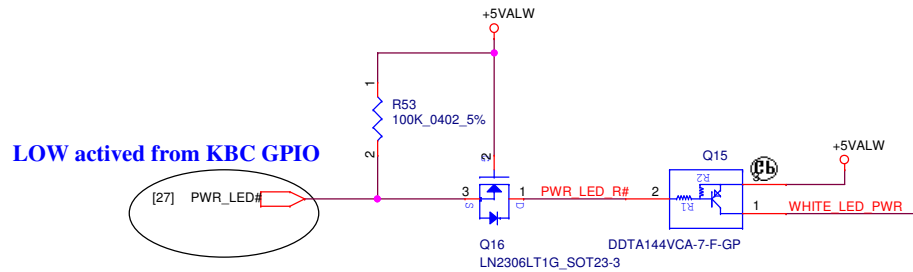 +5VALW
1
R53
100K_0402_5%
2
LOW actived from KBC GPIO
[27] PWR_LED#
2
G
3
S
1
D
PWR_LED_R#
Q16
LN2306LT1G_SOT23-3
Q15
+5VALW
2
R1
R2
3
1
WHITE_LED_PWR
DDTA144VCA-7-F-GP